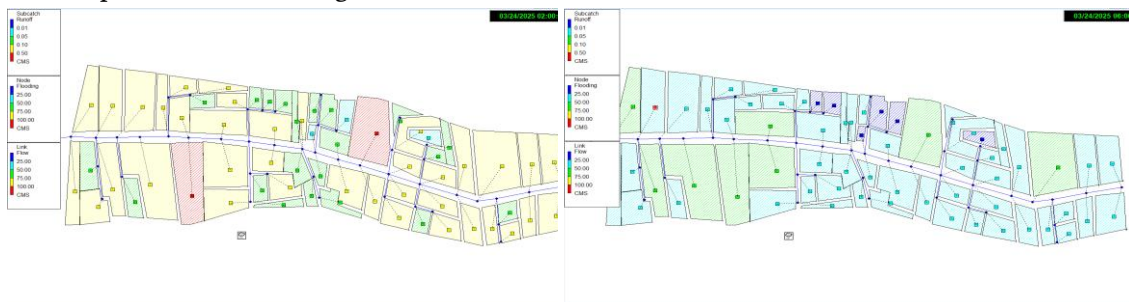 Subcatch
Runoff
0.01
0.05
0.10
0.50
CMS
Node
Flooding
25.00
50.00
75.00
100.00
CMS
Link
Flow
25.00
50.00
75.00
100.00
CMS
03/24/2025 02:00:
Subcatch
Runoff
0.01
0.05
0.10
0.50
CMS
Node
Flooding
25.00
50.00
75.00
100.00
CMS
Link
Flow
25.00
50.00
75.00
100.00
CMS
03/24/2025 06:00